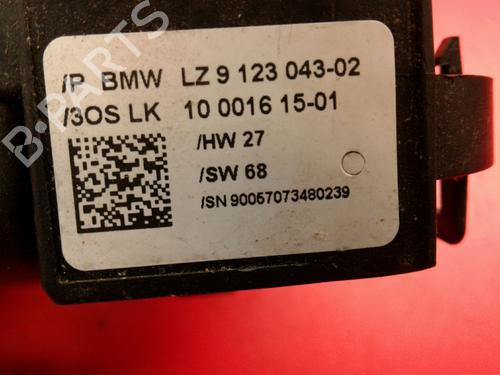 /P BMW LZ 9 123 043-02
/3OS LK 10 0016 15-01
/HW 27
/SW 68
/SN 90057073480239
B-Parts